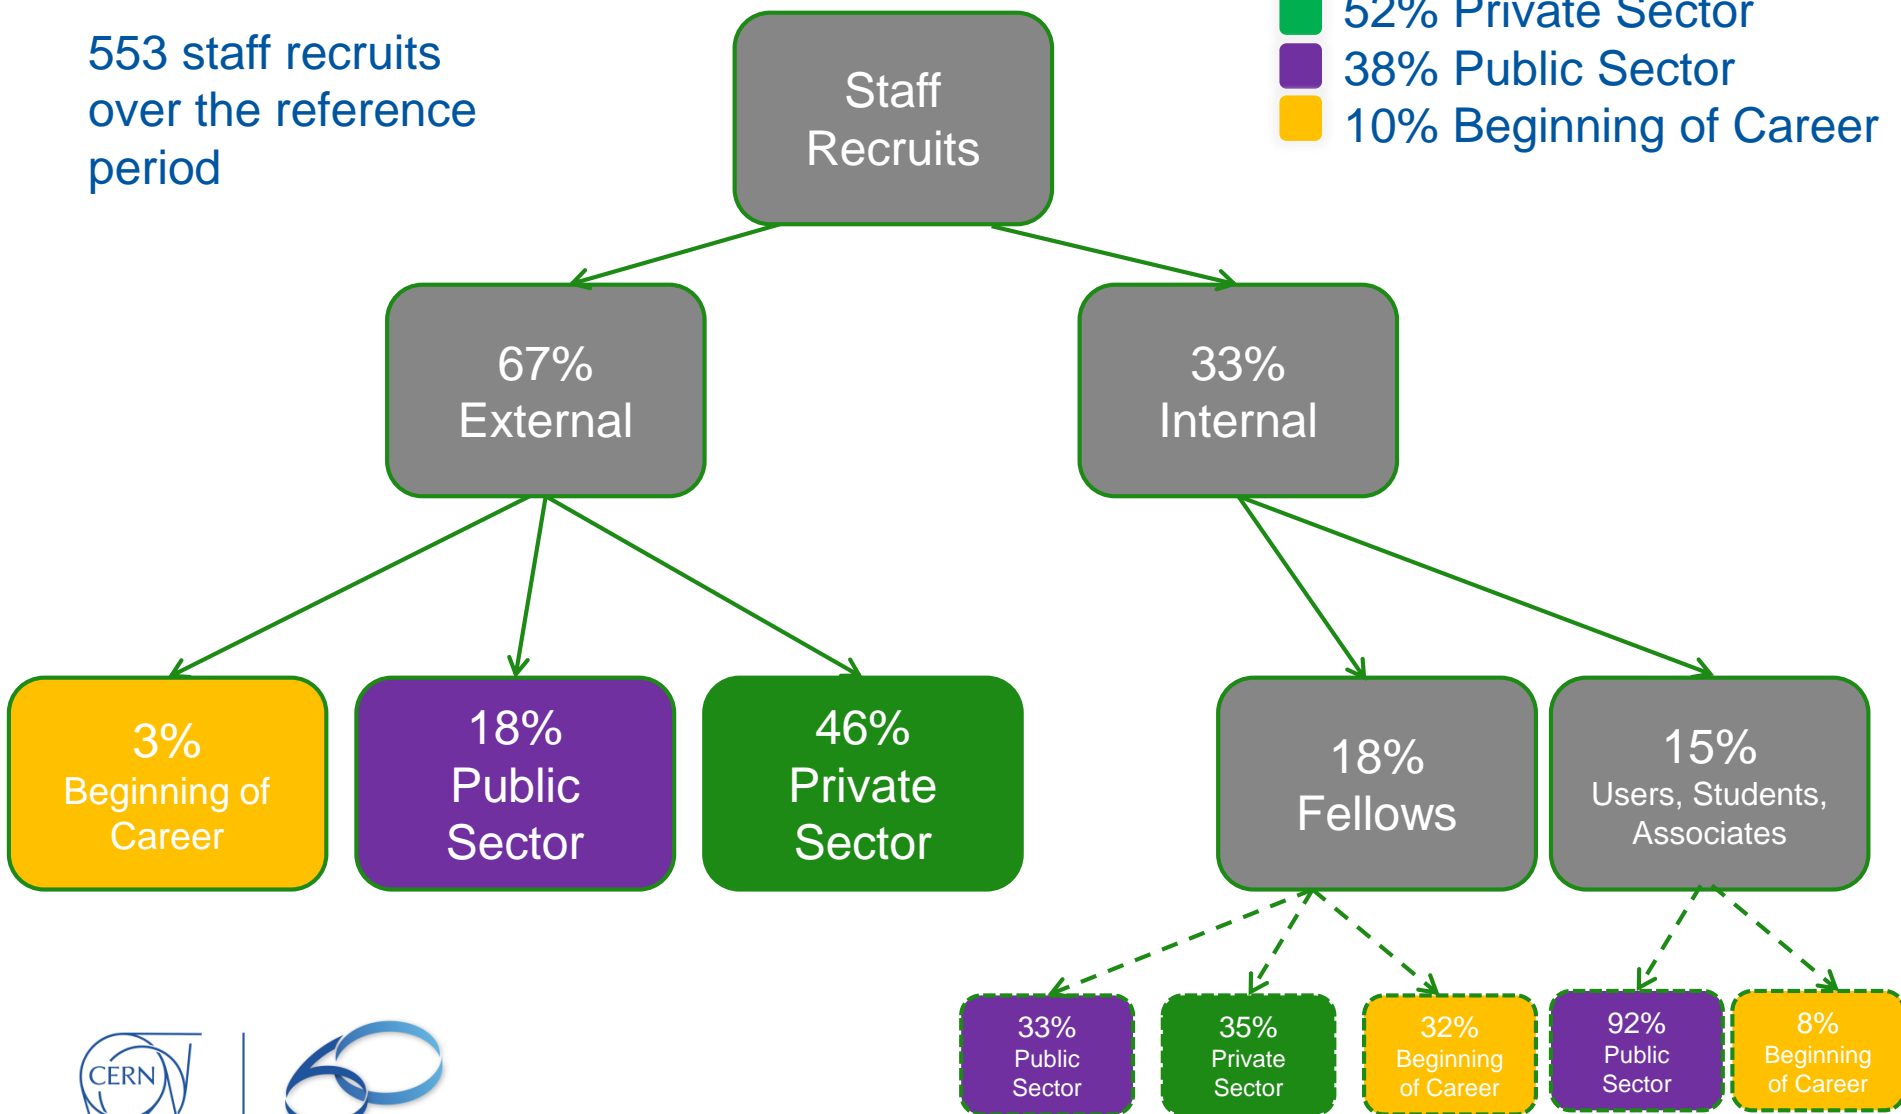 553 staff recruits
over the reference
period
Staff
Recruits
52% Private Sector
38% Public Sector
10% Beginning of Career
67%
External
33%
Internal
3%
Beginning of
Career
18%
Public
Sector
46%
Private
Sector
18%
Fellows
15%
Users, Students,
Associates
33%
Public
Sector
35%
Private
Sector
32%
Beginning
of Career
92%
Public
Sector
8%
Beginning
of Career
CERN